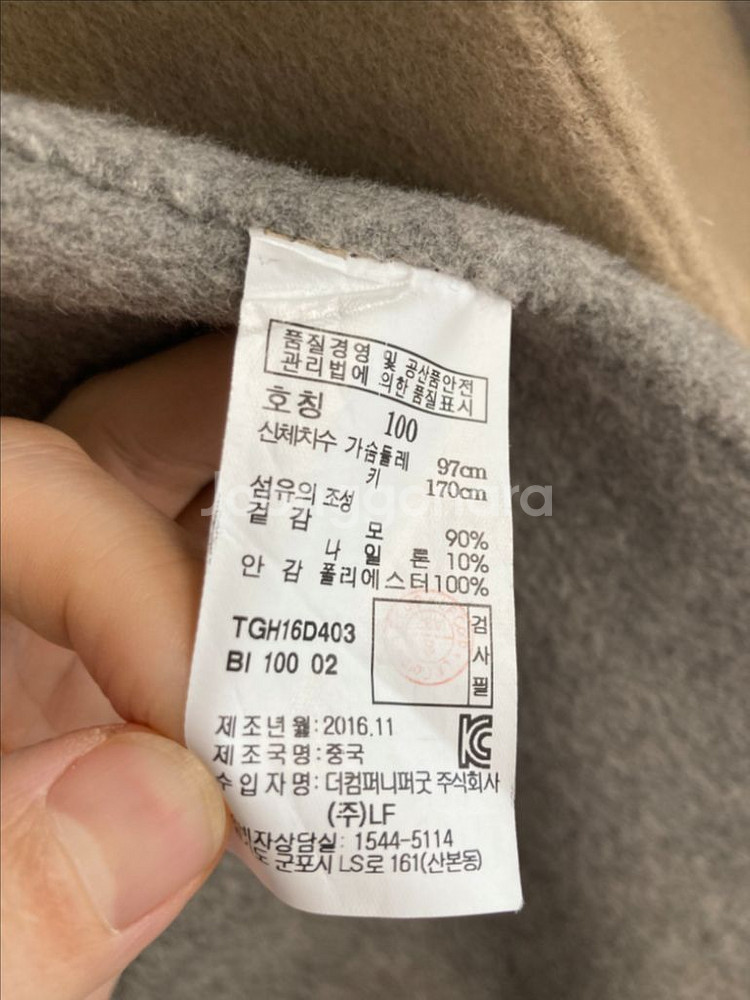 품질경영 및 공산품안전
관리법에 의한 품질표시
호칭 100
신체치수 가슴둘레 97cm
키 170cm
섬유의 조성
겉 감 모 90%
나 일 론 10%
안 감 폴리에스터 100%
TGH16D403
BI 100 02
검
사
필
제조년월: 2016.11
제조국명: 중국
수입자명: 더컴퍼니퍼굿 주식회사
(주)LF
자상담실: 1544-5114
군포시 LS로 161(산본동)
Joonggonara